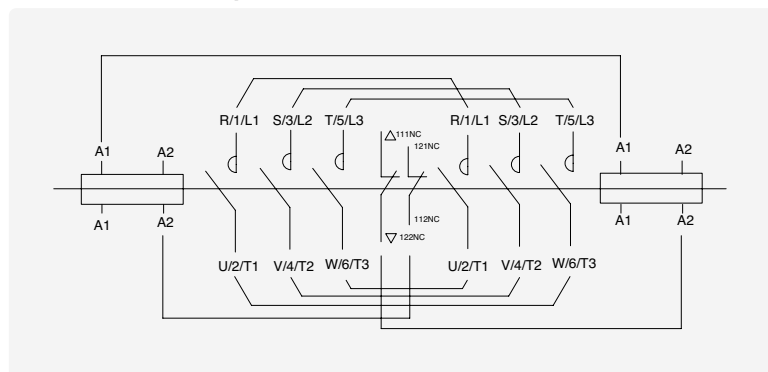 R/1/L1 S/3/L2 T/5/L3 R/1/L1 S/3/L2 T/5/L3
111NC
121NC
A1 A2 A1 A2
A1 A2 A1 A2
112NC
122NC
U/2/T1 V/4/T2 W/6/T3 U/2/T1 V/4/T2 W/6/T3